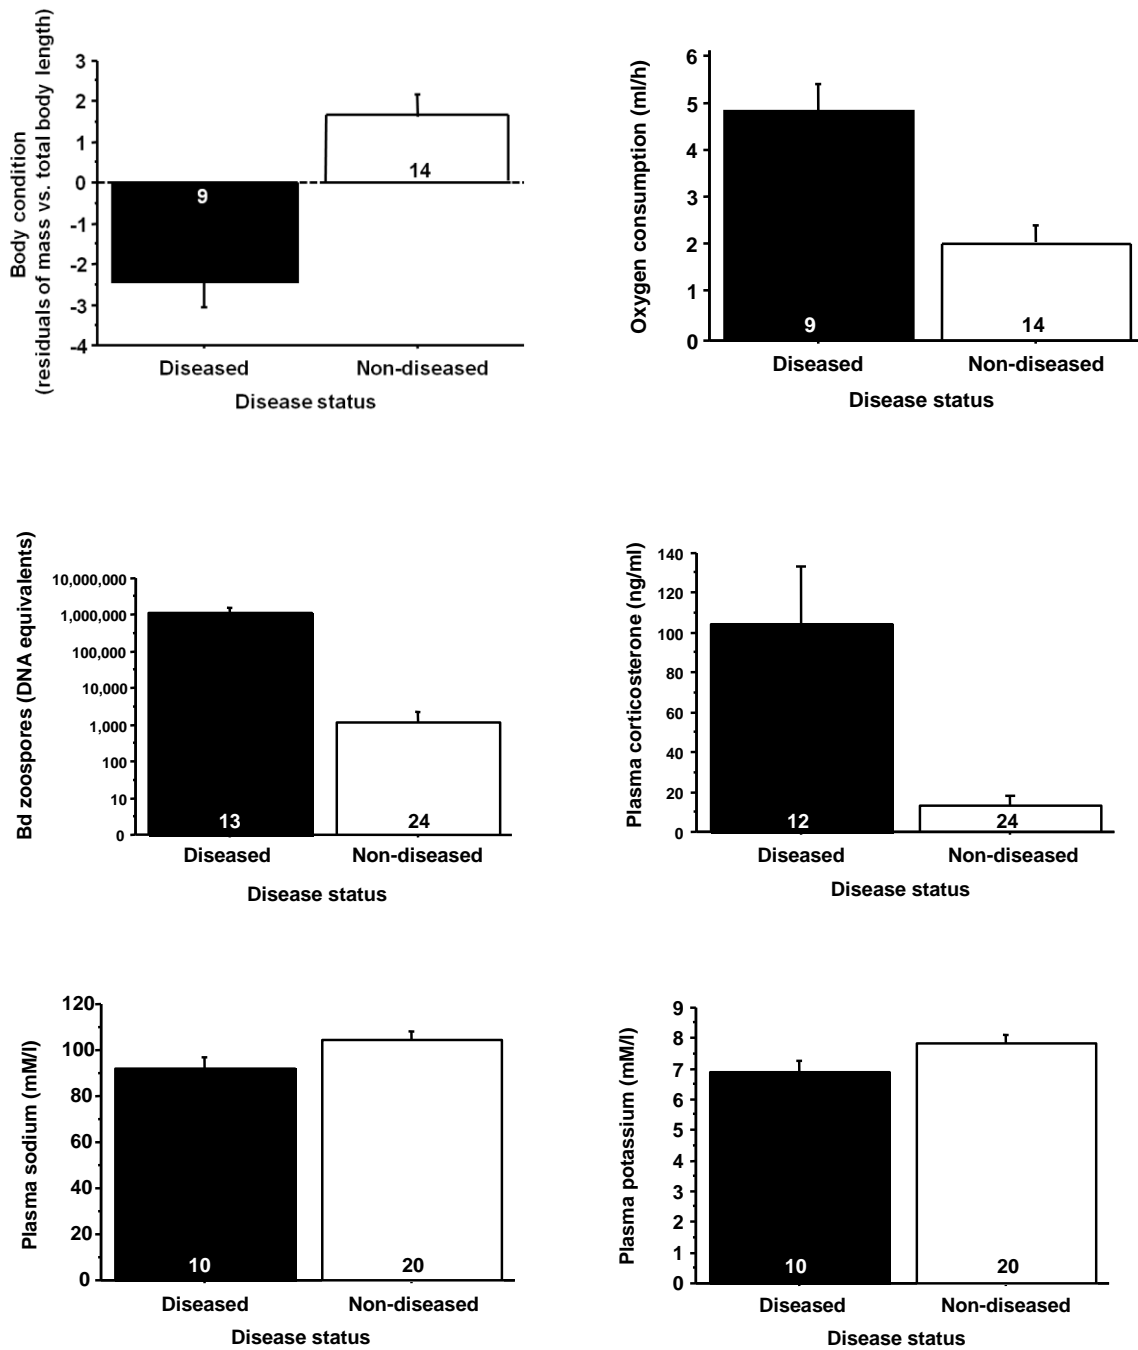 Body condition
(residuals of mass vs. total body length)
3
2
1
0
-1
-2
-3
-4
9
14
Diseased
Non-diseased
Disease status
Oxygen consumption (ml/h)
6
5
4
3
2
1
0
9
14
Diseased
Non-diseased
Disease status
Bd zoospores (DNA equivalents)
10,000,000
1,000,000
100,000
10,000
1,000
100
10
0
13
24
Diseased
Non-diseased
Disease status
Plasma corticosterone (ng/ml)
140
120
100
80
60
40
20
0
12
24
Diseased
Non-diseased
Disease status
Plasma sodium (mM/l)
120
100
80
60
40
20
0
10
20
Diseased
Non-diseased
Disease status
Plasma potassium (mM/l)
9
8
7
6
5
4
3
2
1
0
10
20
Diseased
Non-diseased
Disease status